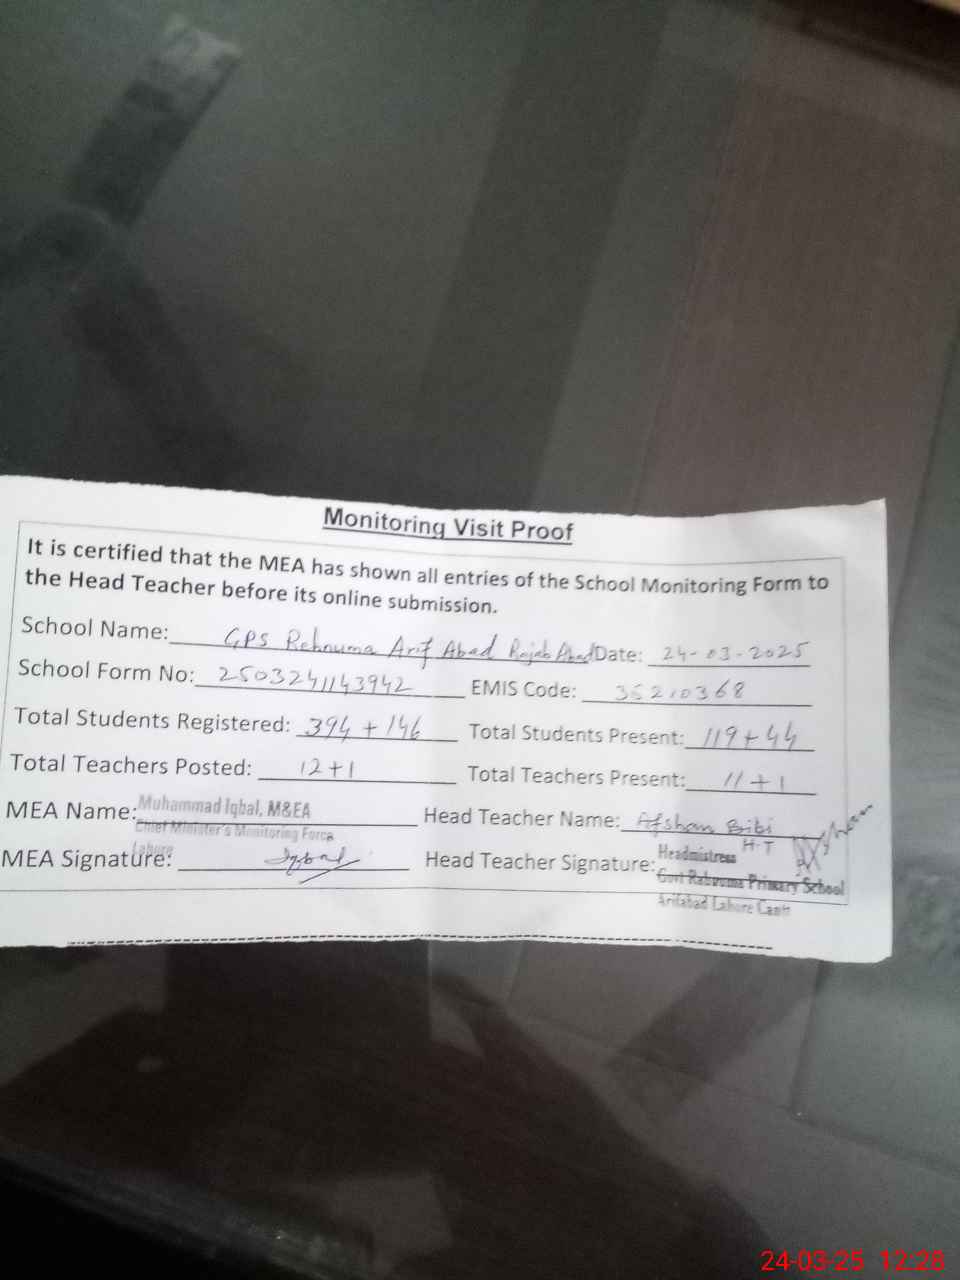 Monitoring Visit Proof
It is certified that the MEA has shown all entries of the School Monitoring Form to
the Head Teacher before its online submission.
School Name: GPS Rehnuma Arif Abad Rajab Abad Date: 24-03-2025
School Form No: 2503241143942 EMIS Code: 35210368
Total Students Registered: 394 + 146 Total Students Present: 119 + 44
Total Teachers Posted: 12+1 Total Teachers Present: 11 + 1
MEA Name: Muhammad Iqbal, M&EA Head Teacher Name: Afshan Bibi
Chief Minister's Monitoring Force H.T
Lahore
MEA Signature: Iqbal Head Teacher Signature: Headmistress
Govt Rahnuma Primary School
Arifabad Lahore Cantt
24-03-25 12:28